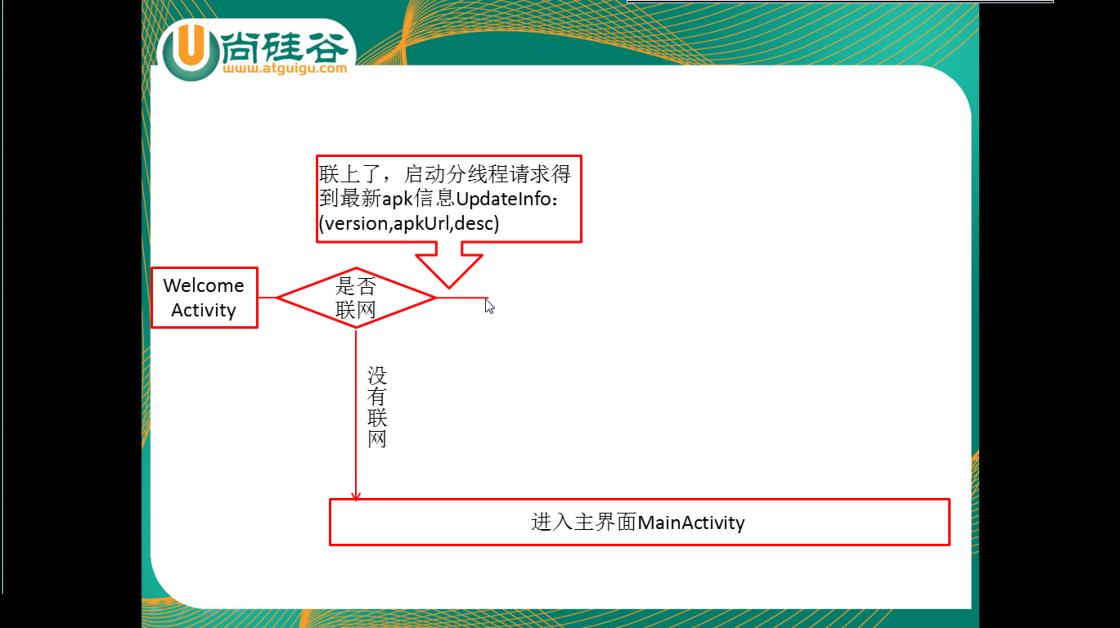 尚硅谷
www.atguigu.com
联上了，启动分线程请求得
到最新apk信息UpdateInfo：
(version,apkUrl,desc)
Welcome
Activity
是否
联网
没
有
联
网
进入主界面MainActivity